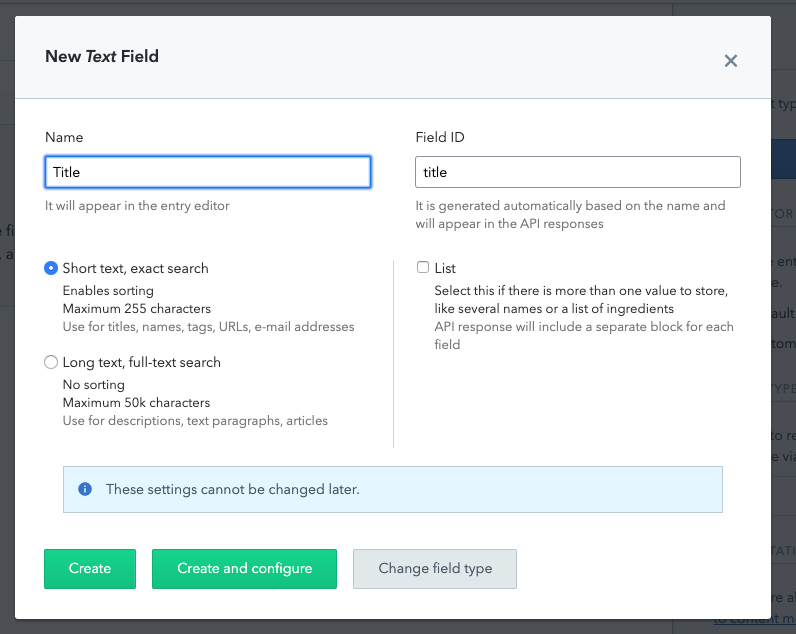 New Text Field
Name
Title
It will appear in the entry editor
Field ID
title
It is generated automatically based on the name and
will appear in the API responses
Short text, exact search
Enables sorting
Maximum 255 characters
Use for titles, names, tags, URLs, e-mail addresses
Long text, full-text search
No sorting
Maximum 50k characters
Use for descriptions, text paragraphs, articles
List
Select this if there is more than one value to store,
like several names or a list of ingredients
API response will include a separate block for each
field
These settings cannot be changed later.
Create
Create and configure
Change field type